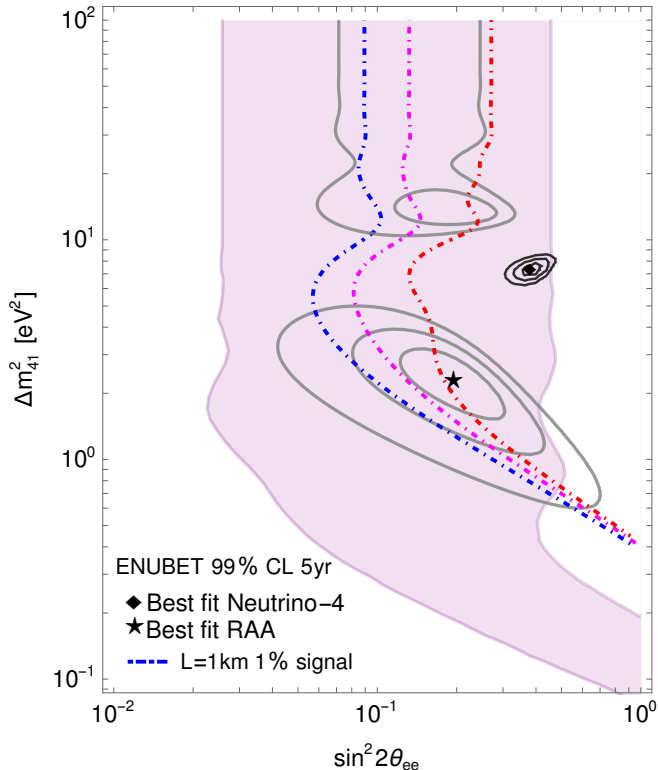 10²
10¹
10⁰
10⁻¹
Δm²₄₁ [eV²]
ENUBET 99% CL 5yr
Best fit Neutrino-4
Best fit RAA
L=1km 1% signal
10⁻² 10⁻¹ 10⁰
sin²2θₑₑ